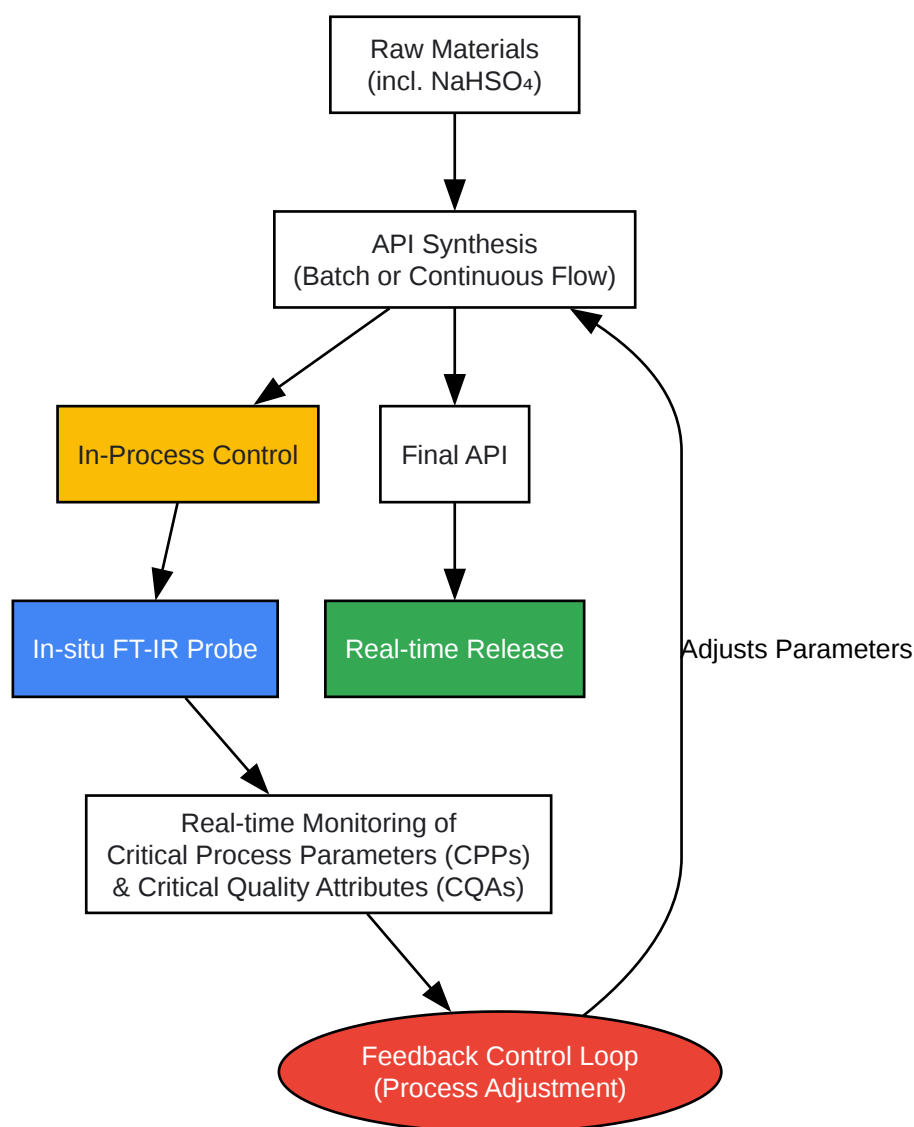 Raw Materials
(incl. NaHSO₄)
API Synthesis
(Batch or Continuous Flow)
In-Process Control
Final API
In-situ FT-IR Probe
Real-time Release
Adjusts Parameters
Real-time Monitoring of
Critical Process Parameters (CPPs)
& Critical Quality Attributes (CQAs)
Feedback Control Loop
(Process Adjustment)